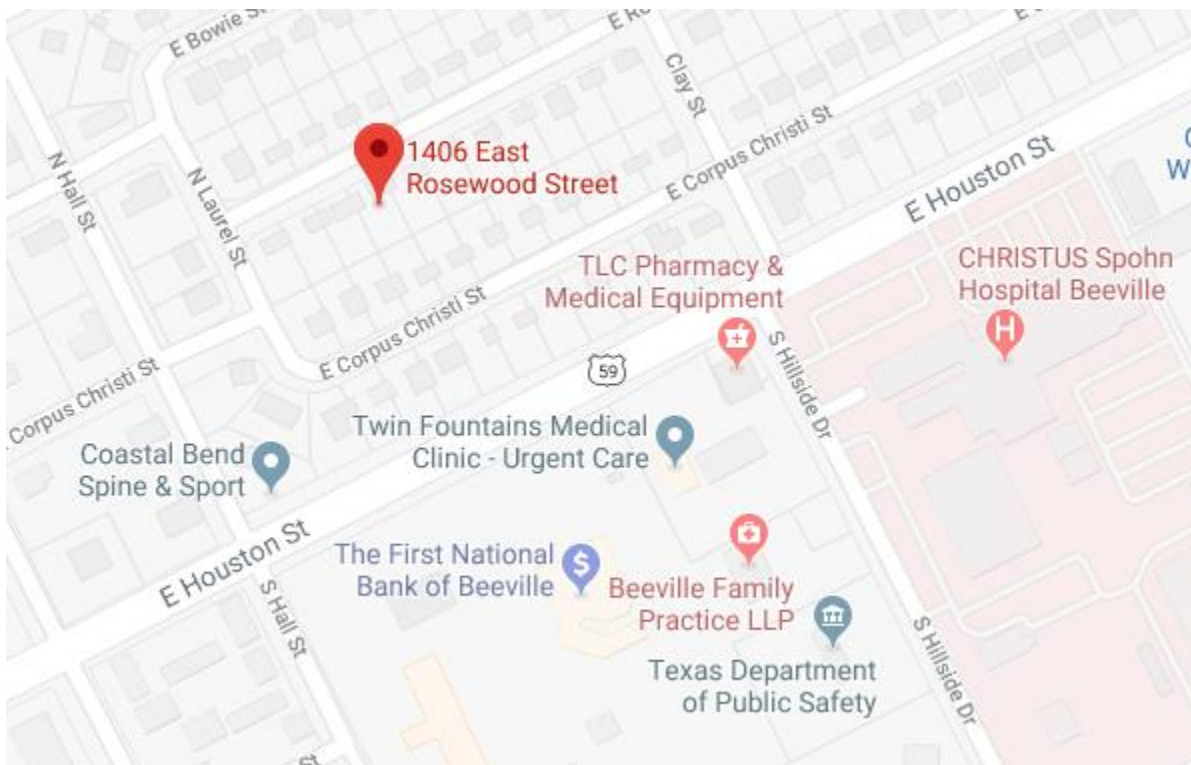 E Bowie St
E Ro
Clay St
1406 East
Rosewood Street
N Hall St
N Laurel St
E Corpus Christi St
E Houston St
W
TLC Pharmacy &
Medical Equipment
CHRISTUS Spohn
Hospital Beeville
H
E Corpus Christi St
59
S Hillside Dr
Corpus Christi St
Twin Fountains Medical
Clinic - Urgent Care
Coastal Bend
Spine & Sport
E Houston St
The First National
Bank of Beeville
$
Beeville Family
Practice LLP
S Hall St
Texas Department
of Public Safety
S Hillside Dr